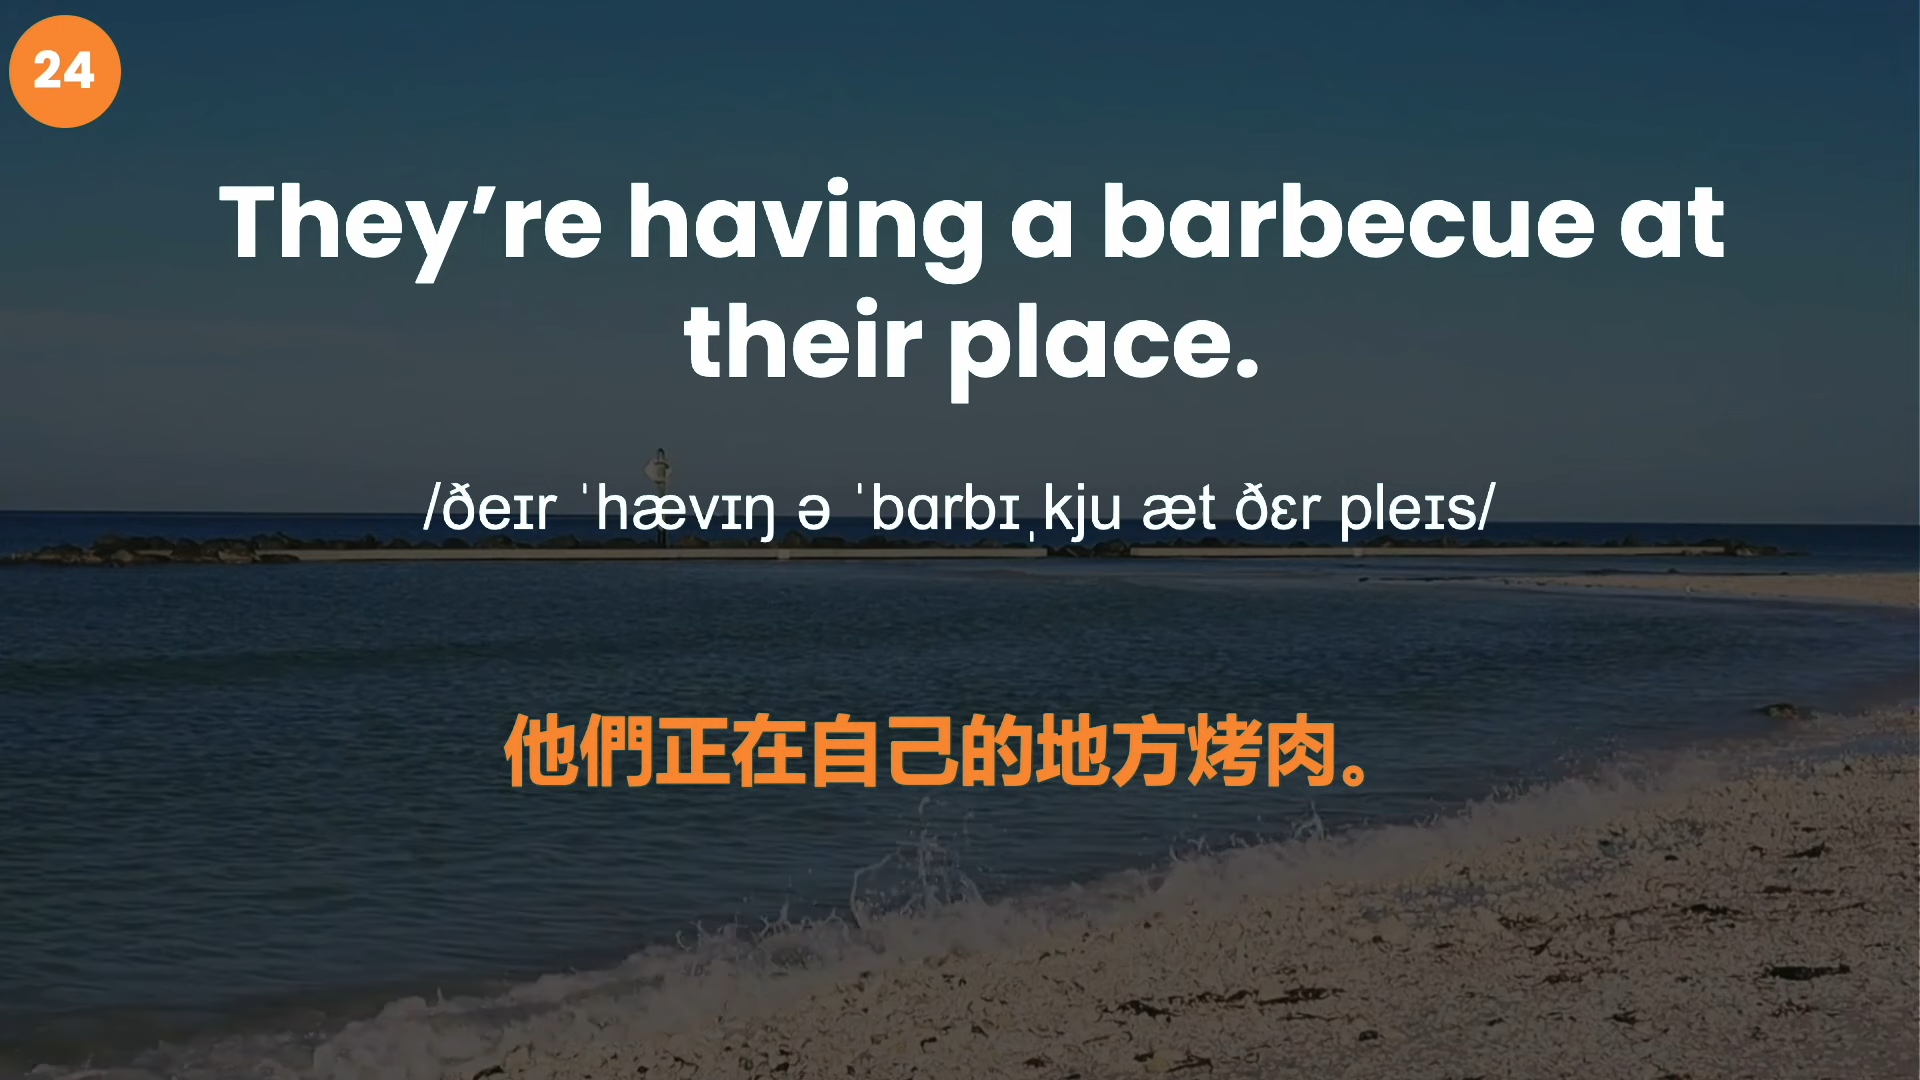 24
They’re having a barbecue at
their place.
/ðeɪr ˈhævɪŋ ə ˈbɑrbɪˌkju æt ðɛr pleɪs/
他們正在自己的地方烤肉。